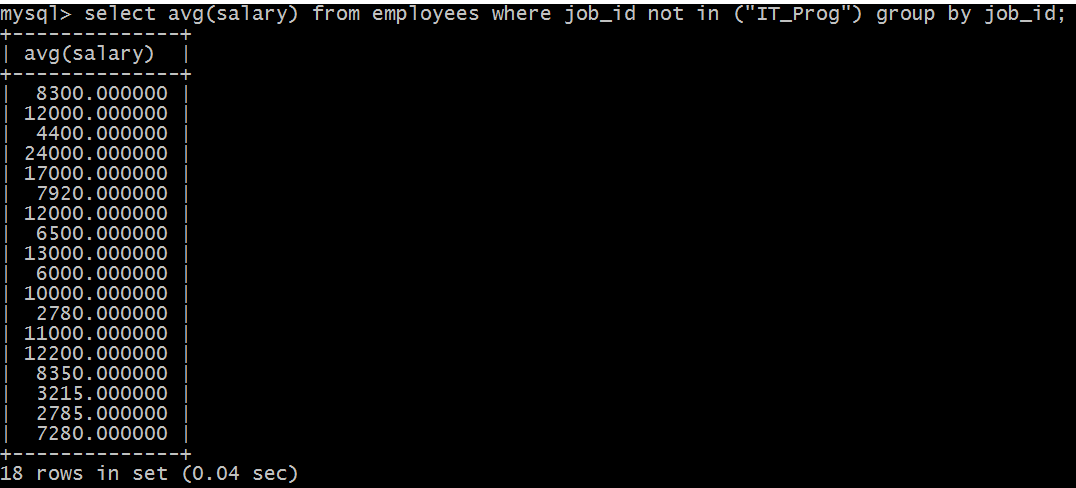 mysql> select avg(salary) from employees where job_id not in ("IT_Prog") group by job_id;
+--------------+
| avg(salary)  |
+--------------+
|  8300.000000 |
| 12000.000000 |
|  4400.000000 |
| 24000.000000 |
| 17000.000000 |
|  7920.000000 |
| 12000.000000 |
|  6500.000000 |
| 13000.000000 |
|  6000.000000 |
| 10000.000000 |
|  2780.000000 |
| 11000.000000 |
| 12200.000000 |
|  8350.000000 |
|  3215.000000 |
|  2785.000000 |
|  7280.000000 |
+--------------+
18 rows in set (0.04 sec)